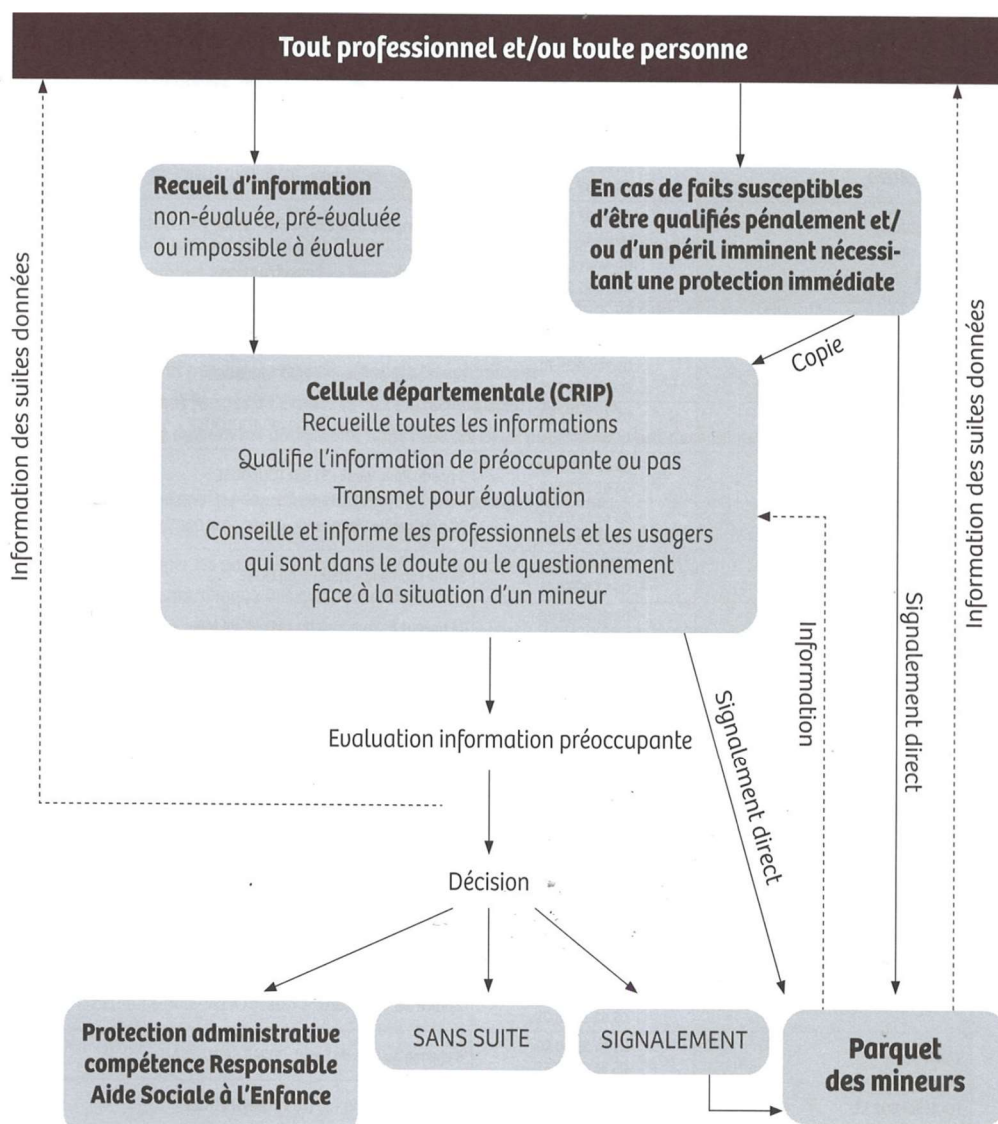 Tout professionnel et/ou toute personne
Recueil d'information
non-évaluée, pré-évaluée
ou impossible à évaluer
En cas de faits susceptibles
d'être qualifiés pénalement et/
ou d'un péril imminent nécessi-
tant une protection immédiate
Copie
Information des suites données
Information des suites données
Cellule départementale (CRIP)
Recueille toutes les informations
Qualifie l'information de préoccupante ou pas
Transmet pour évaluation
Conseille et informe les professionnels et les usagers
qui sont dans le doute ou le questionnement
face à la situation d'un mineur
Signalement direct
Information
Signalement direct
Evaluation information préoccupante
Décision
Protection administrative
compétence Responsable
Aide Sociale à l'Enfance
SANS SUITE
SIGNALEMENT
Parquet
des mineurs